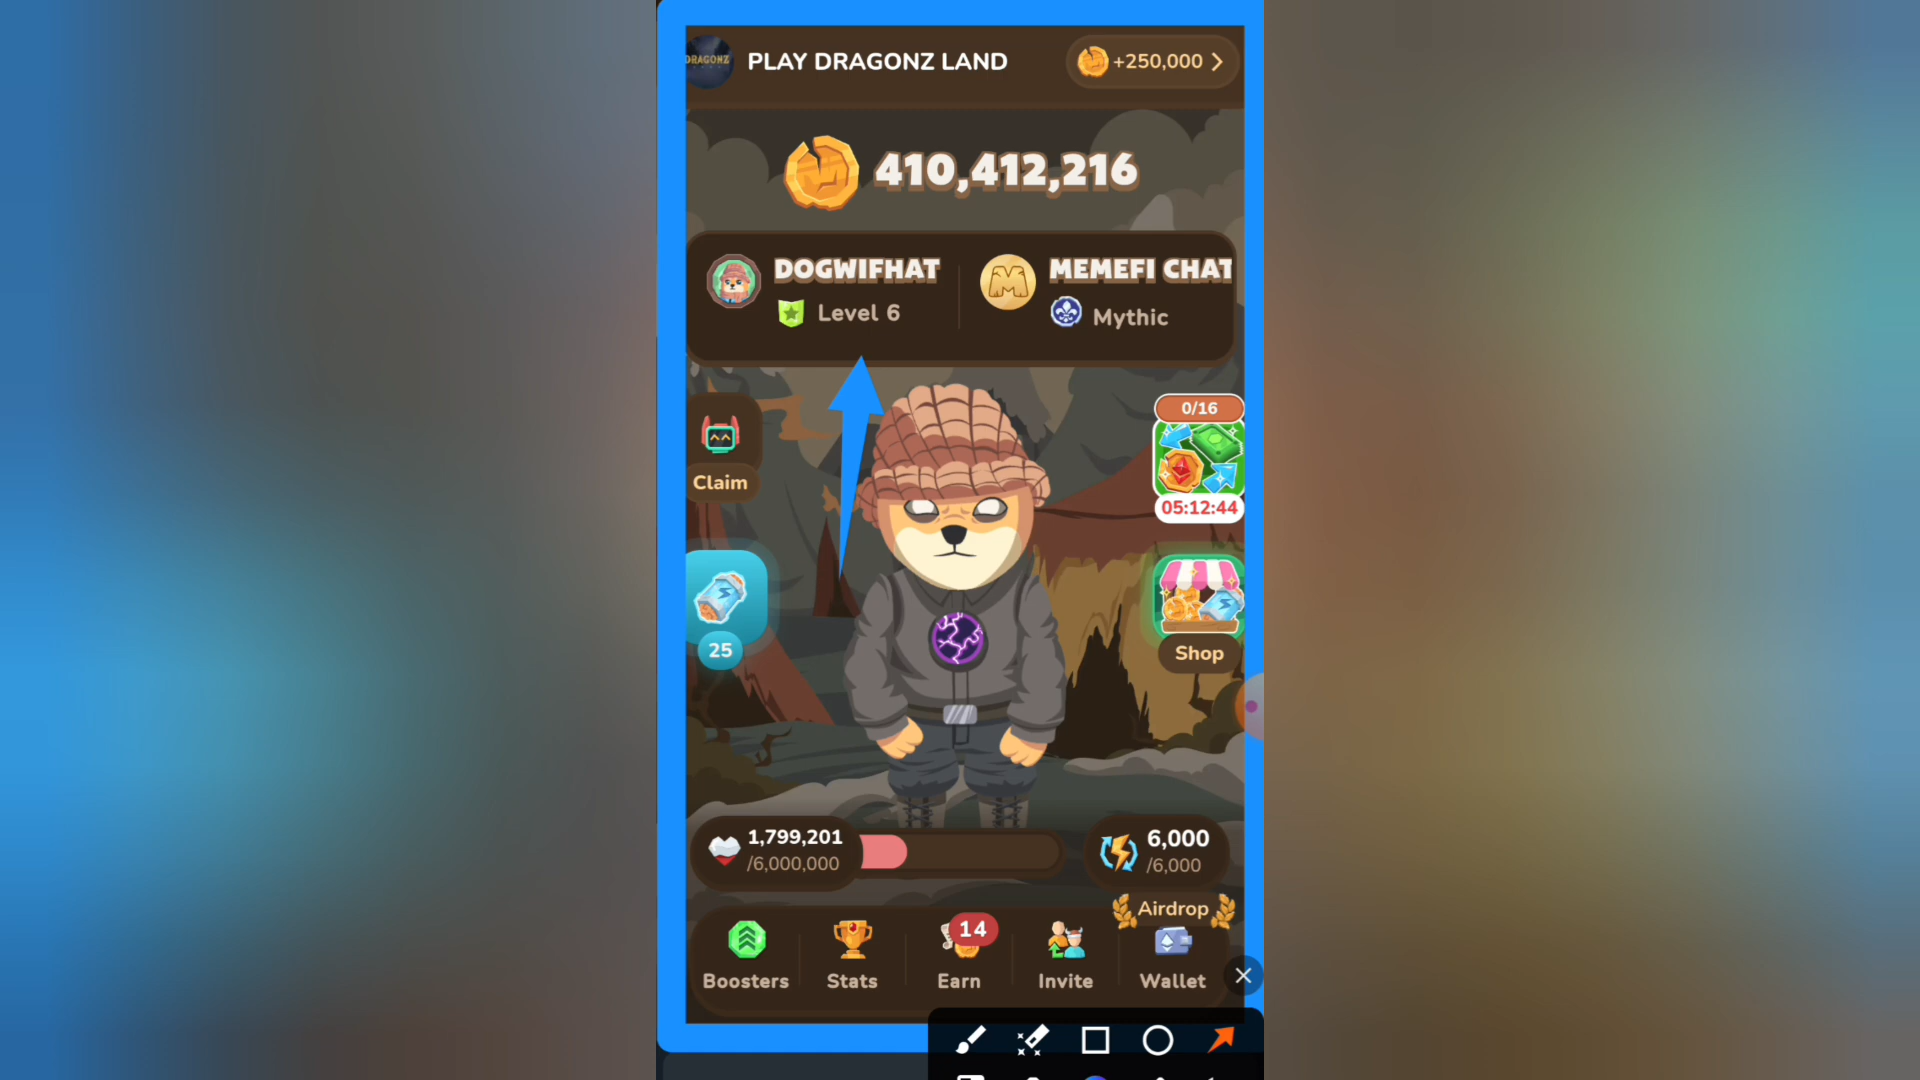 DRAGONZ
PLAY DRAGONZ LAND
+250,000
410,412,216
DOGWIFHAT
Level 6
MEMEFI CHAT
Mythic
Claim
0/16
05:12:44
25
Shop
1,799,201
/6,000,000
6,000
/6,000
Airdrop
Boosters
Stats
14
Earn
Invite
Wallet